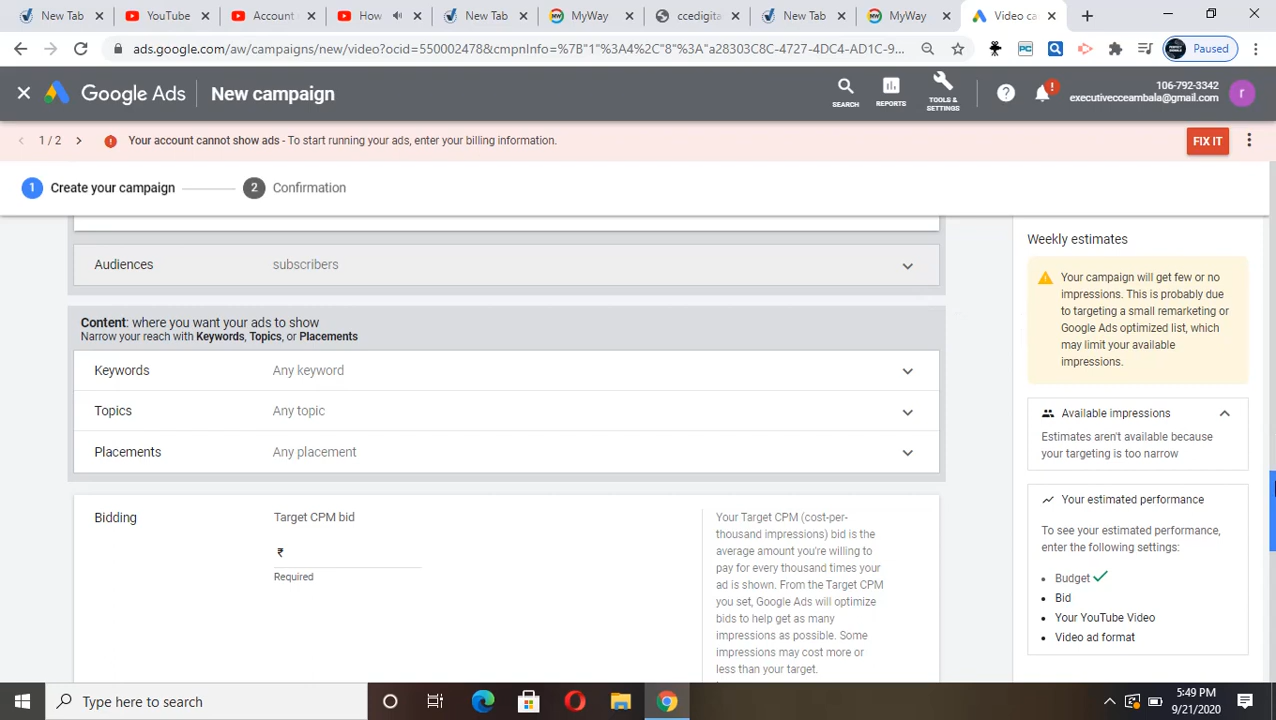 New Tab
YouTube
Account
How
New Tab
MyWay
ccedigita
New Tab
MyWay
Video ca
ads.google.com/aw/campaigns/new/video?ocid=550002478&cmpnInfo=%7B"1"%3A4%2C"8"%3A"a28303C8C-4727-4DC4-AD1C-9...
Paused
Google Ads
New campaign
SEARCH
REPORTS
TOOLS &
SETTINGS
106-792-3342
executivecceambala@gmail.com
r
1 / 2
Your account cannot show ads - To start running your ads, enter your billing information.
FIX IT
1 Create your campaign
2 Confirmation
Audiences subscribers
Content: where you want your ads to show
Narrow your reach with Keywords, Topics, or Placements
Keywords Any keyword
Topics Any topic
Placements Any placement
Bidding Target CPM bid
₹
Required
Your Target CPM (cost-per-
thousand impressions) bid is the
average amount you're willing to
pay for every thousand times your
ad is shown. From the Target CPM
you set, Google Ads will optimize
bids to help get as many
impressions as possible. Some
impressions may cost more or
less than your target.
Weekly estimates
Your campaign will get few or no
impressions. This is probably due
to targeting a small remarketing or
Google Ads optimized list, which
may limit your available
impressions.
Available impressions
Estimates aren't available because
your targeting is too narrow
Your estimated performance
To see your estimated performance,
enter the following settings:
Budget
Bid
Your YouTube Video
Video ad format
Type here to search
5:49 PM
9/21/2020